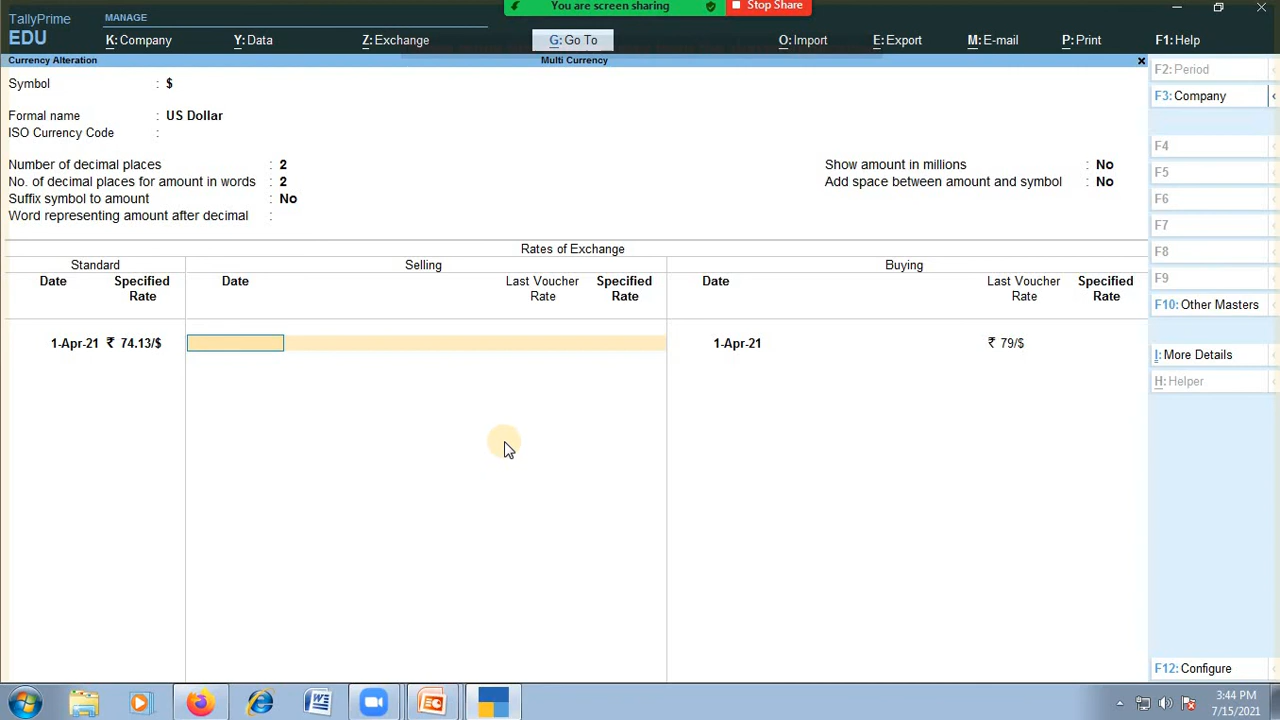 You are screen sharing
Stop Share
TallyPrime
EDU
MANAGE
K: Company
Y: Data
Z: Exchange
G: Go To
O: Import
E: Export
M: E-mail
P: Print
F1: Help
Currency Alteration
Multi Currency
Symbol : $
Formal name : US Dollar
ISO Currency Code :
Number of decimal places : 2
Show amount in millions : No
No. of decimal places for amount in words : 2
Add space between amount and symbol : No
Suffix symbol to amount : No
Word representing amount after decimal :
Rates of Exchange
Standard
Selling
Buying
Date
Specified
Rate
Date
Last Voucher
Rate
Specified
Rate
Date
Last Voucher
Rate
Specified
Rate
1-Apr-21 ₹ 74.13/$
1-Apr-21
₹ 79/$
F2: Period
F3: Company
F4
F5
F6
F7
F8
F9
F10: Other Masters
I: More Details
H: Helper
F12: Configure
3:44 PM
7/15/2021